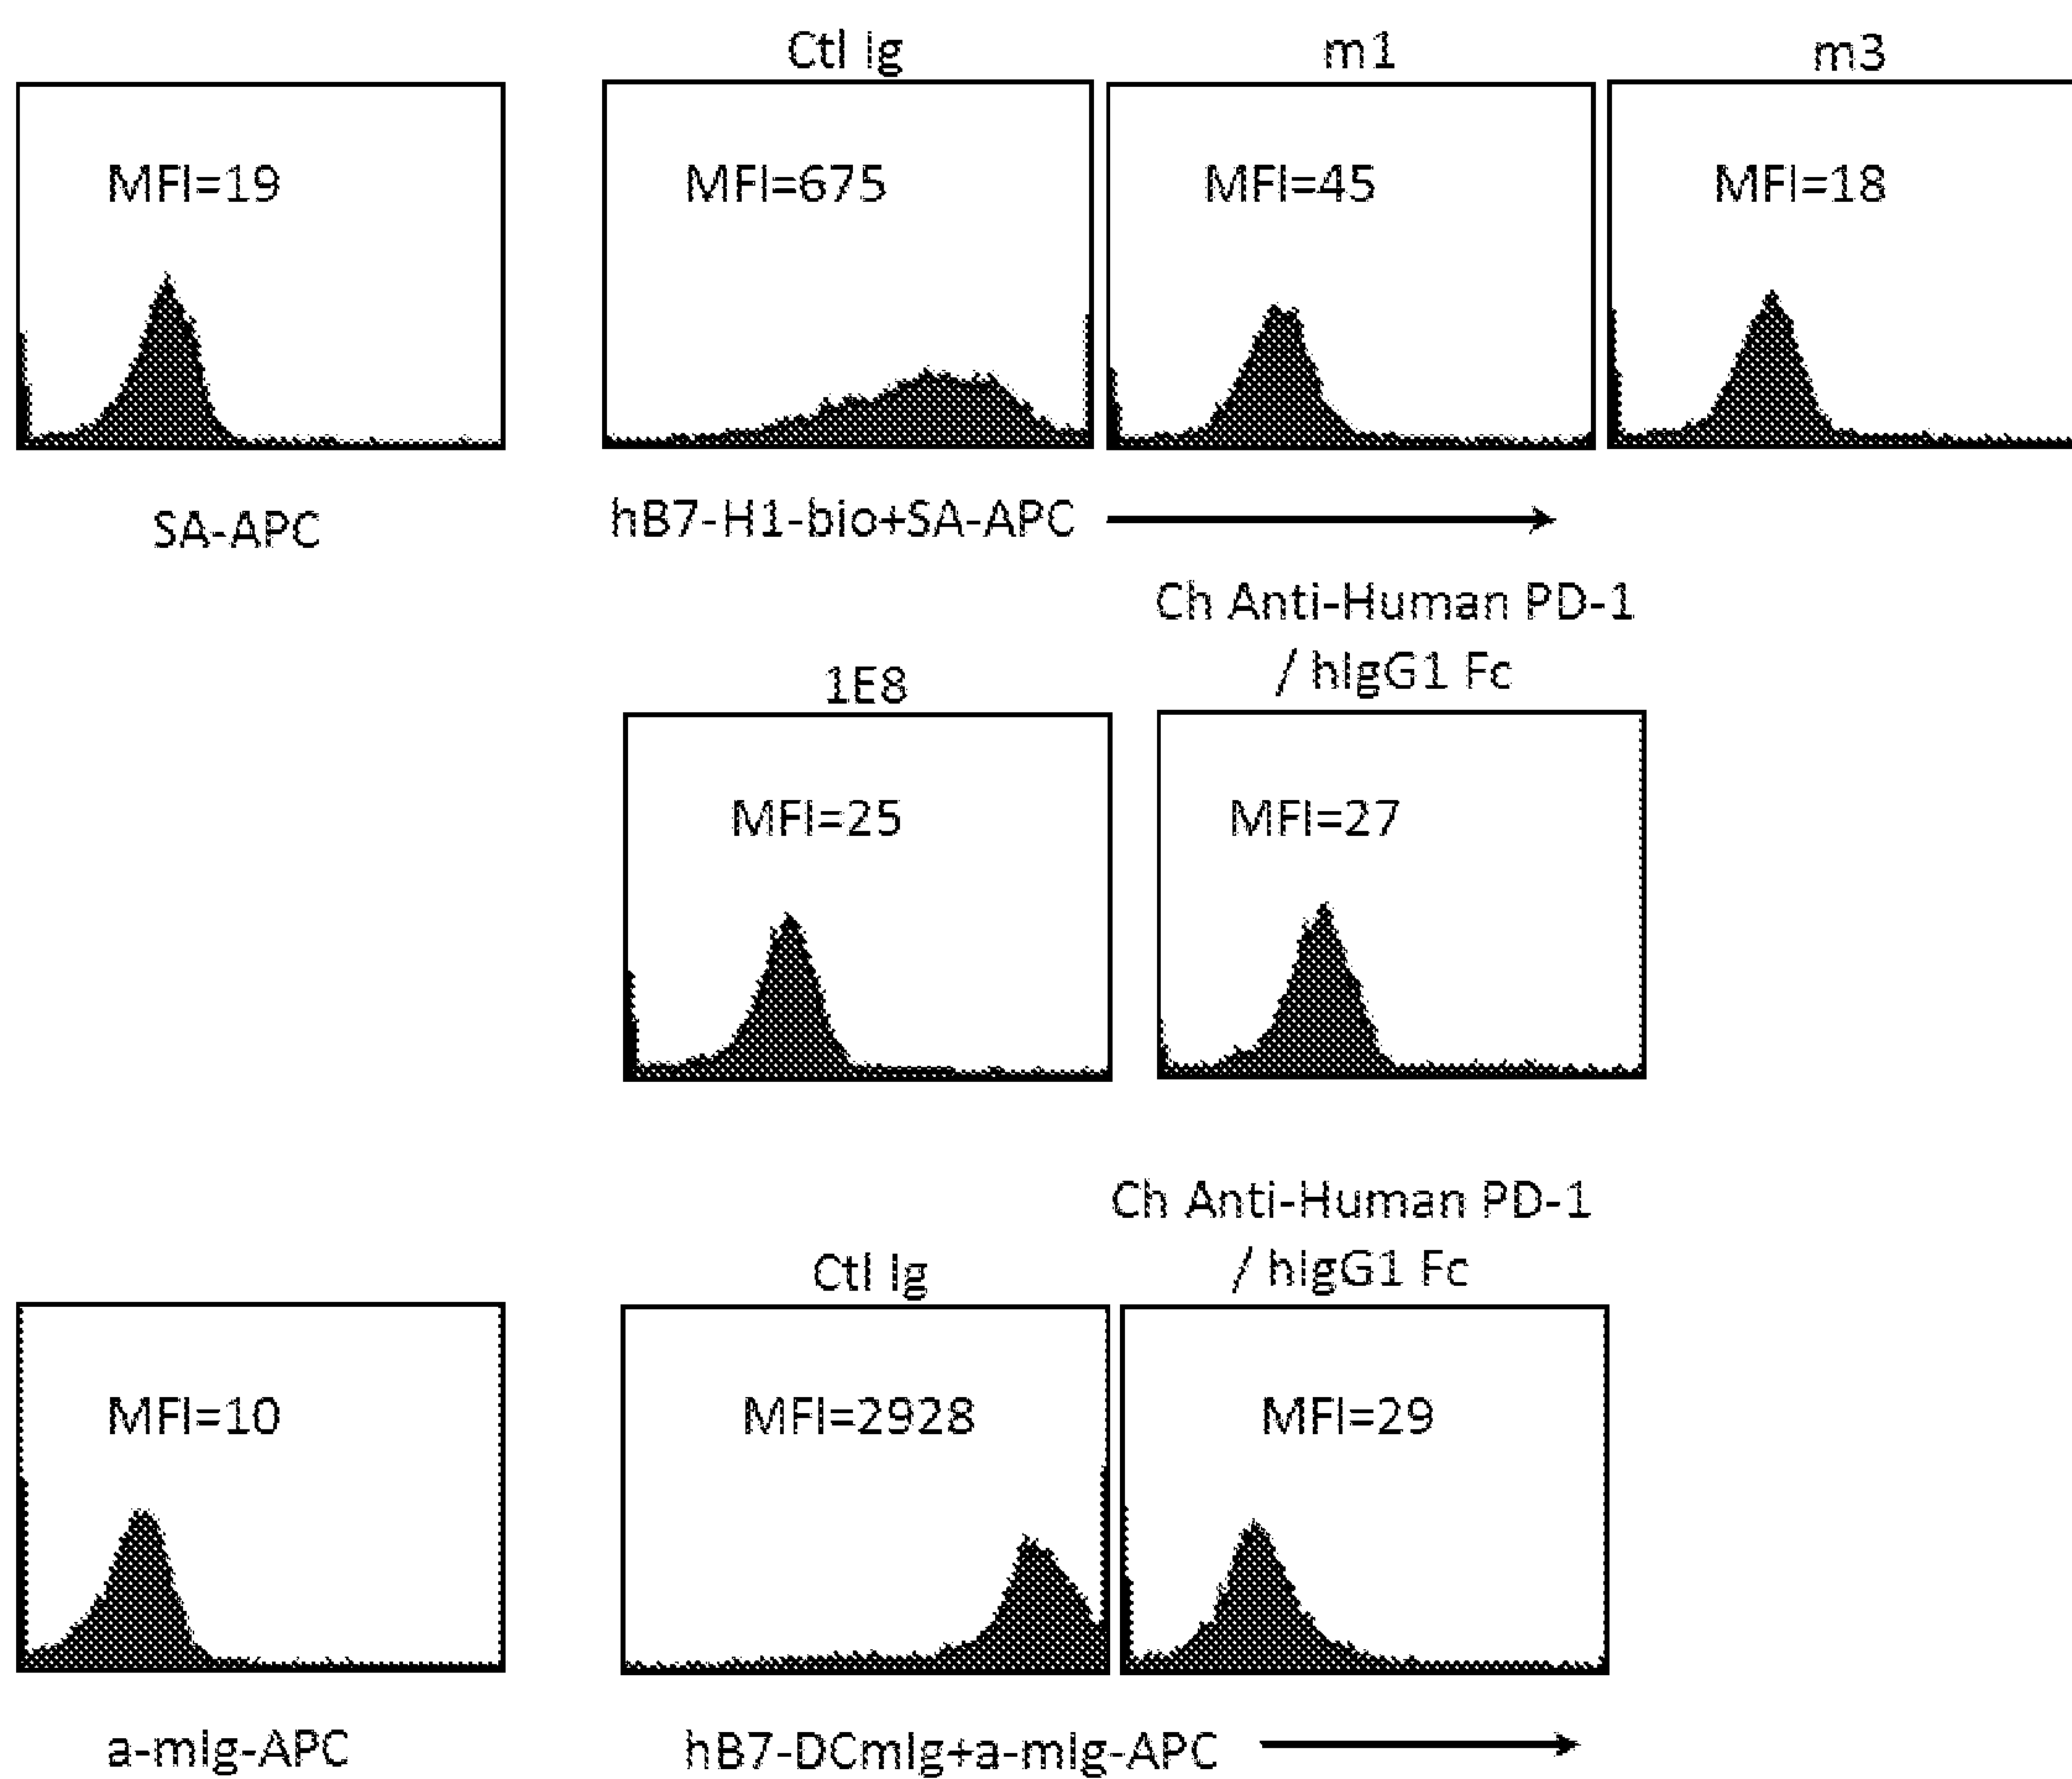 Ctl Ig
m1
m3
MFI=19
MFI=675
MFI=45
MFI=18
SA-APC
hB7-H1-bio+SA-APC
Ch Anti-Human PD-1
/ hIgG1 Fc
1E8
MFI=25
MFI=27
Ch Anti-Human PD-1
/ hIgG1 Fc
Ctl Ig
MFI=10
MFI=2928
MFI=29
a-mIg-APC
hB7-DCmIg+a-mIg-APC